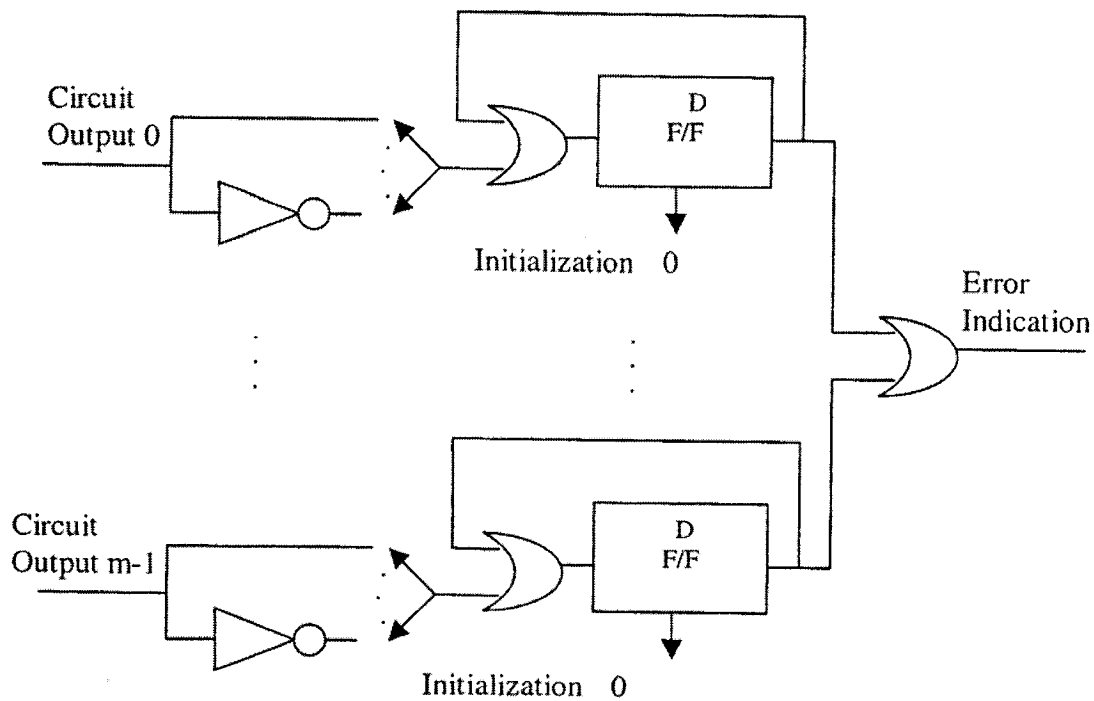 Circuit
Output 0
D
F/F
Initialization 0
Error
Indication
Circuit
Output m-1
D
F/F
Initialization 0